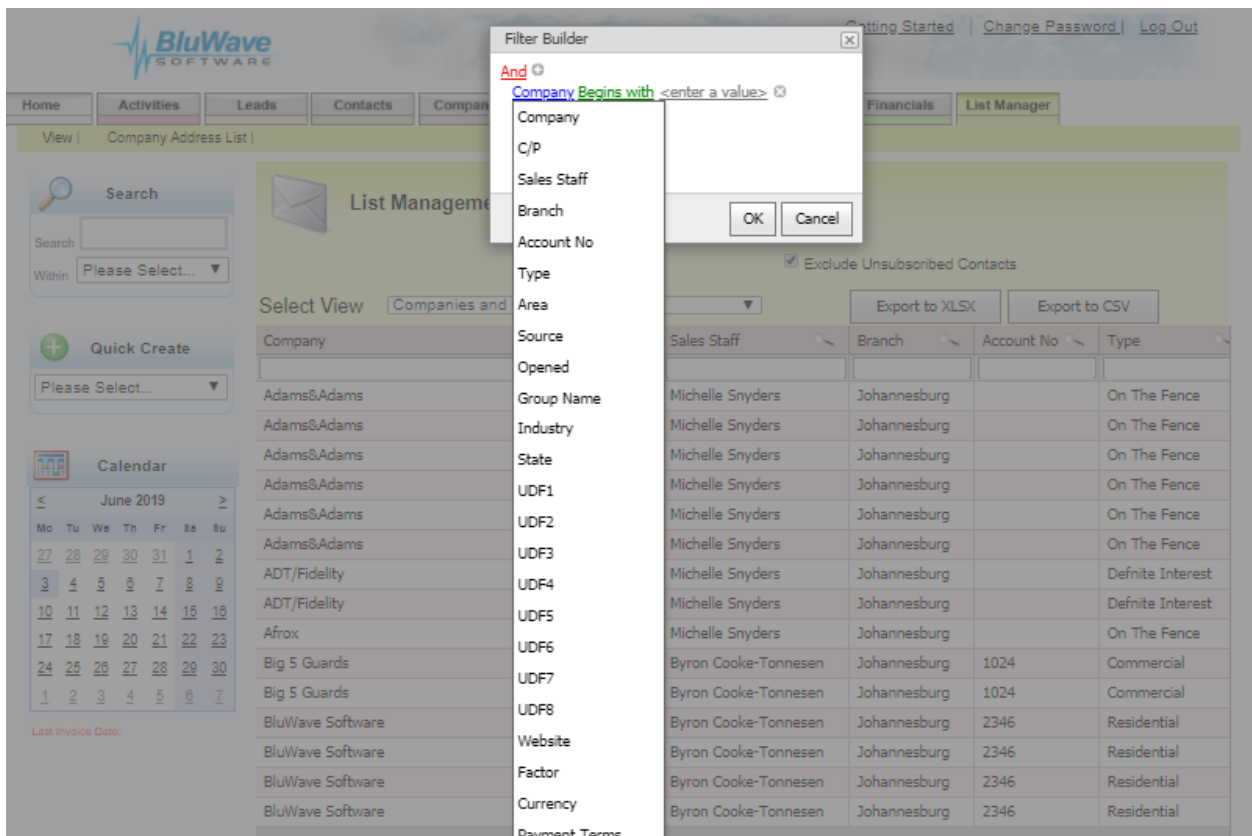 BluWave
SOFTWARE
Getting Started | Change Password | Log Out
Filter Builder
And
Company Begins with <enter a value>
Home Activities Leads Contacts Compan Financials List Manager
View | Company Address List |
Company
C/P
Sales Staff
Branch
Account No
Type
Area
Source
Opened
Group Name
Industry
State
UDF1
UDF2
UDF3
UDF4
UDF5
UDF6
UDF7
UDF8
Website
Factor
Currency
Payment Terms
OK Cancel
Search
Search
Within Please Select...
Quick Create
Please Select...
Calendar
< June 2019 >
Mo Tu We Th Fr Sa Su
27 28 29 30 31 1 2
3 4 5 6 7 8 9
10 11 12 13 14 15 16
17 18 19 20 21 22 23
24 25 26 27 28 29 30
1 2 3 4 5 6 7
Last Invoice Date:
List Manageme
Exclude Unsubscribed Contacts
Select View Companies and Export to XLSX Export to CSV
Company Sales Staff Branch Account No Type
Adams&Adams Michelle Snyders Johannesburg On The Fence
Adams&Adams Michelle Snyders Johannesburg On The Fence
Adams&Adams Michelle Snyders Johannesburg On The Fence
Adams&Adams Michelle Snyders Johannesburg On The Fence
Adams&Adams Michelle Snyders Johannesburg On The Fence
Adams&Adams Michelle Snyders Johannesburg On The Fence
ADT/Fidelity Michelle Snyders Johannesburg Defnite Interest
ADT/Fidelity Michelle Snyders Johannesburg Defnite Interest
Afrox Michelle Snyders Johannesburg On The Fence
Big 5 Guards Byron Cooke-Tonnesen Johannesburg 1024 Commercial
Big 5 Guards Byron Cooke-Tonnesen Johannesburg 1024 Commercial
BluWave Software Byron Cooke-Tonnesen Johannesburg 2346 Residential
BluWave Software Byron Cooke-Tonnesen Johannesburg 2346 Residential
BluWave Software Byron Cooke-Tonnesen Johannesburg 2346 Residential
BluWave Software Byron Cooke-Tonnesen Johannesburg 2346 Residential